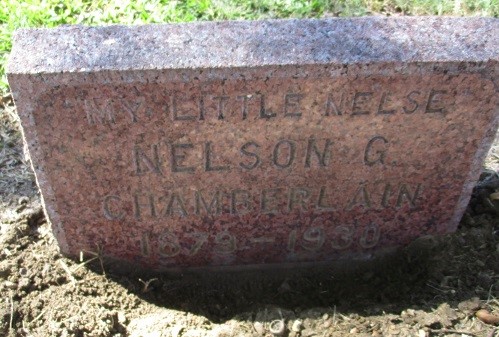 "MY LITTLE NELSE"
NELSON G.
CHAMBERLAIN
1879-1930